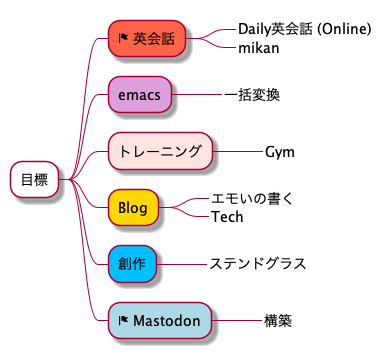 目標
英会話
Daily英会話 (Online)
mikan
emacs
一括変換
トレーニング
Gym
Blog
エモいの書く
Tech
創作
ステンドグラス
Mastodon
構築